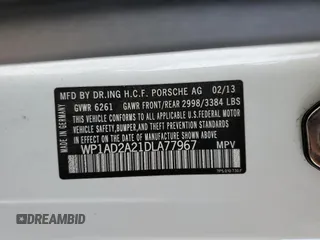 MFD BY DR.ING H.C.F. PORSCHE AG 02/13
GVWR 6261 GAWR FRONT/REAR 2998/3384 LBS
THIS VEHICLE CONFORMS TO ALL APPLICABLE U.S. FEDERAL MOTOR
VEHICLE SAFETY, BUMPER, AND THEFT PREVENTION STANDARDS IN EFFECT
ON THE DATE OF MANUFACTURE SHOWN ABOVE.
WP1AD2A21DLA77967 MPV
MADE IN GERMANY
DREAMBID
dreambid.com